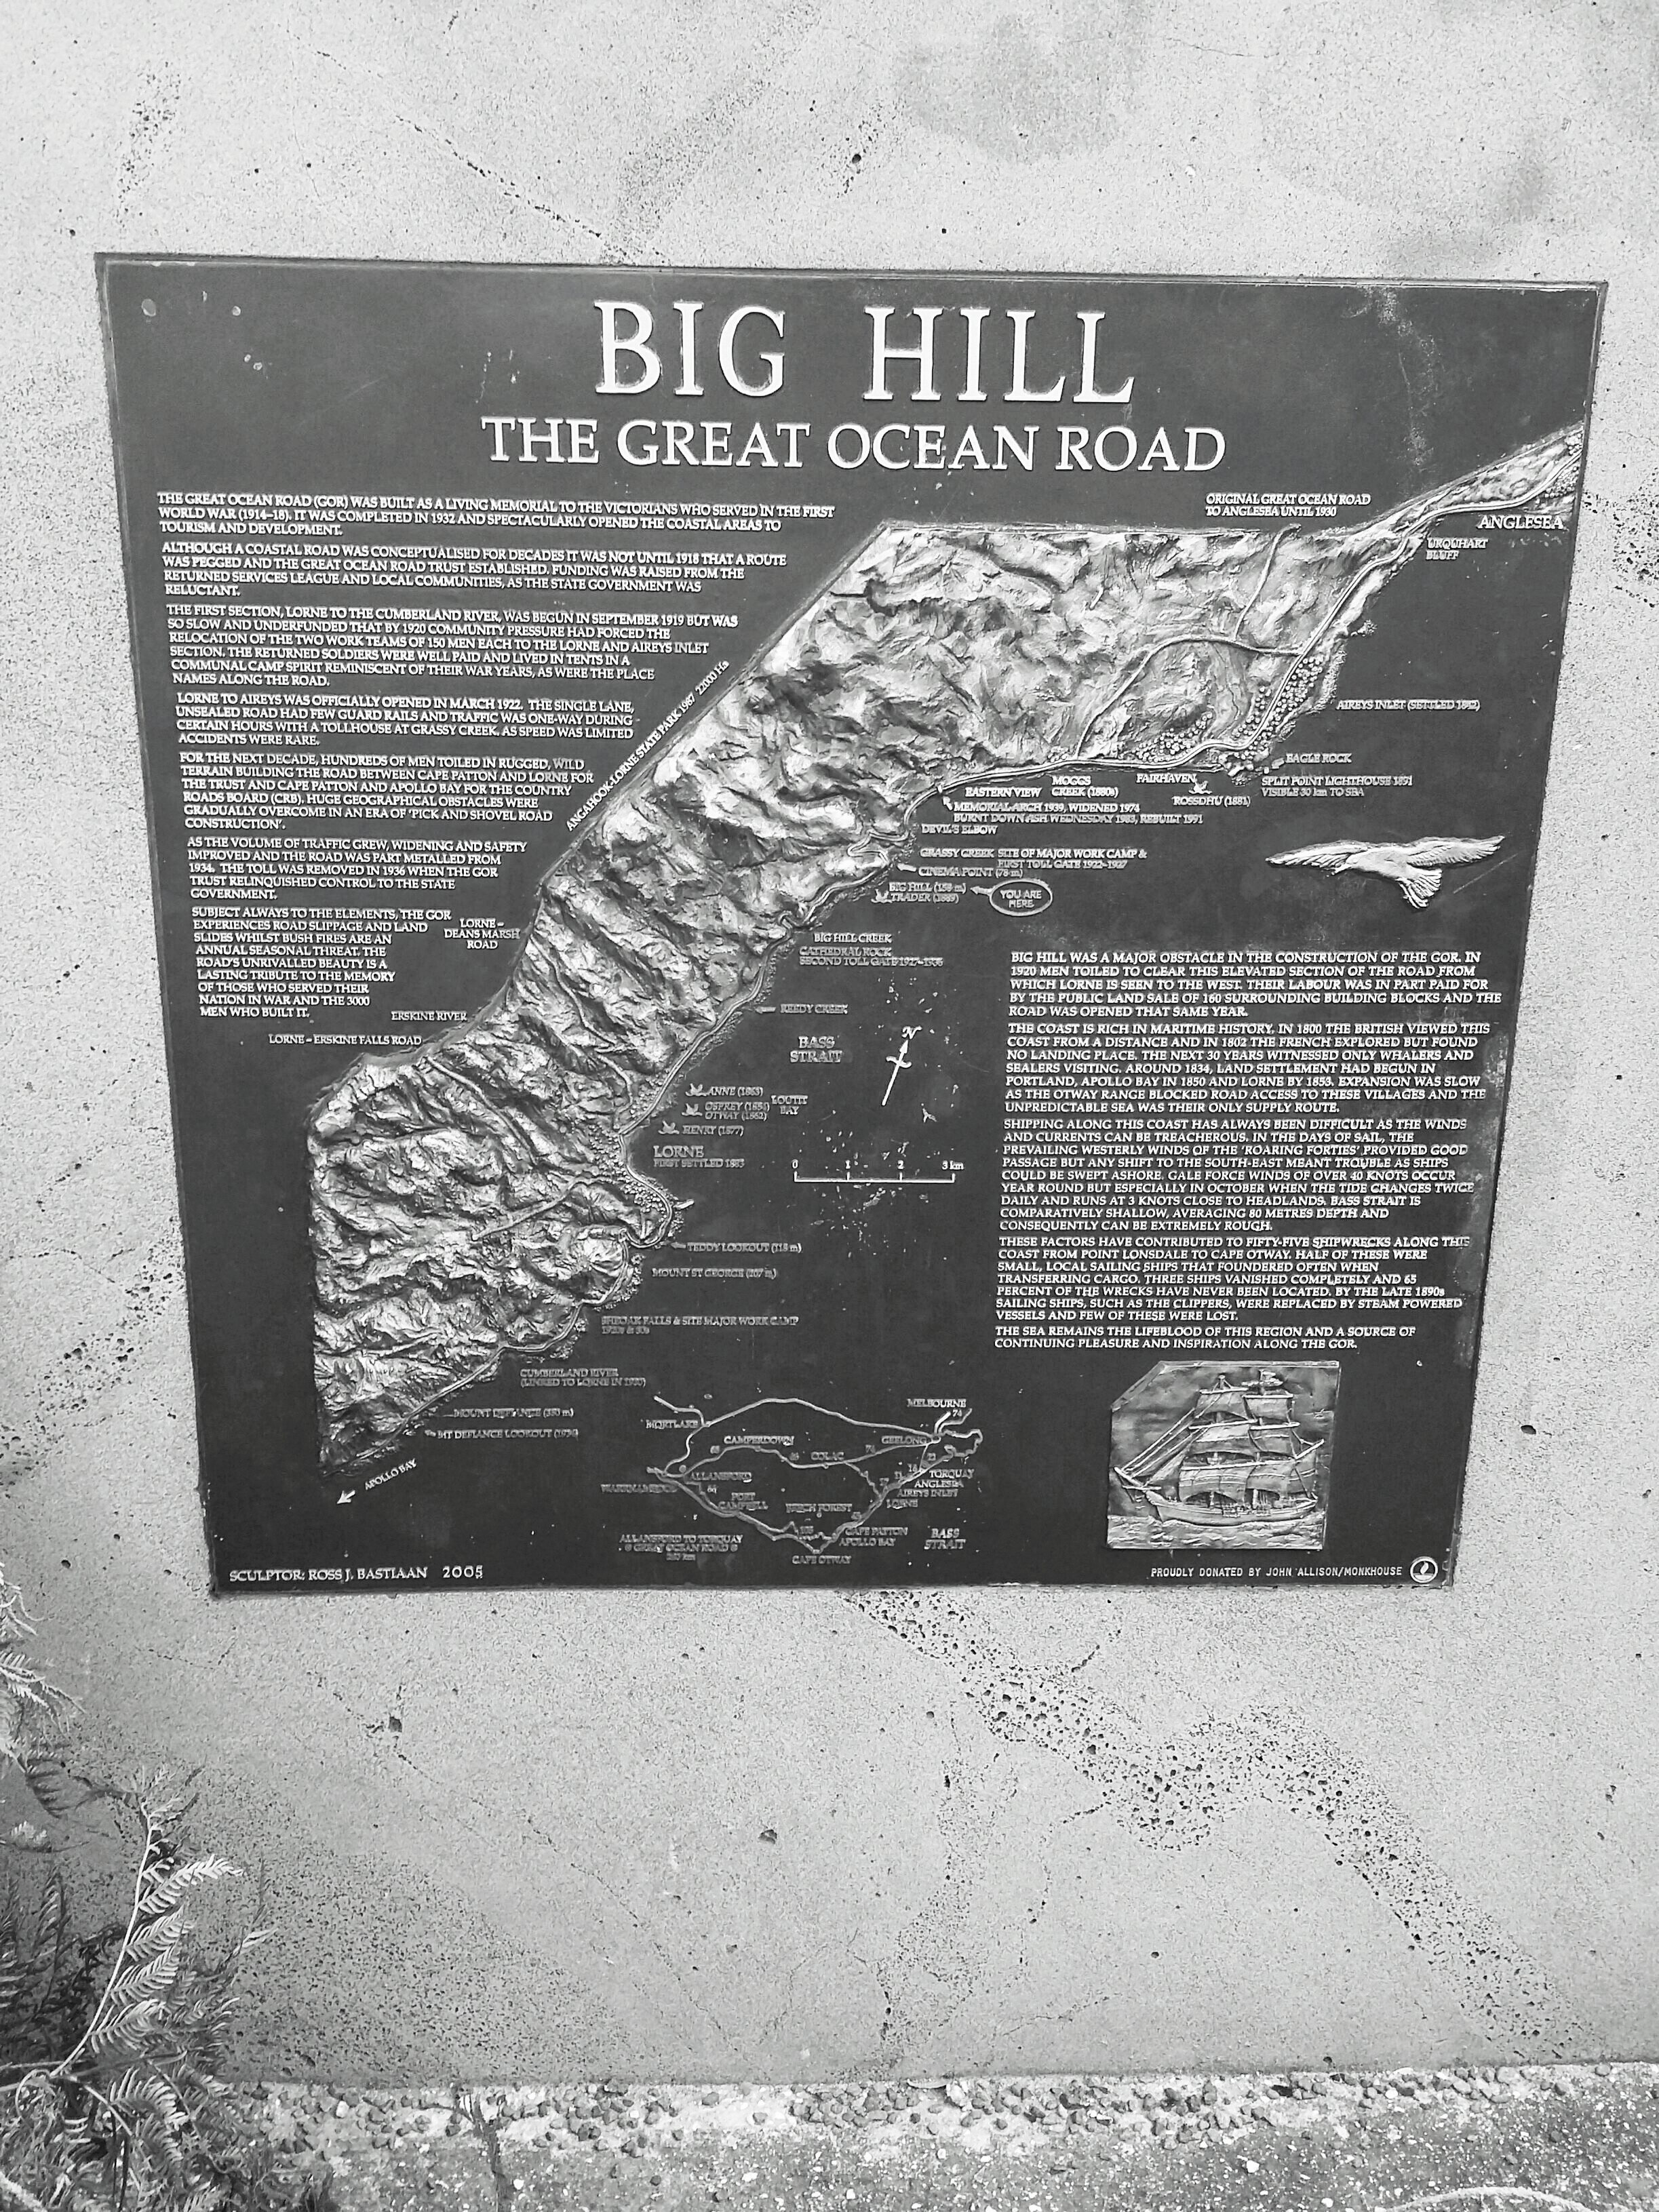 BIG HILL
THE GREAT OCEAN ROAD
THE GREAT OCEAN ROAD (GOR) WAS BUILT AS A LIVING MEMORIAL TO THE VICTORIANS WHO SERVED IN THE FIRST
WORLD WAR (1914–18). IT WAS COMPLETED IN 1932 AND SPECTACULARLY OPENED THE COASTAL AREAS TO
TOURISM AND DEVELOPMENT.
ALTHOUGH A COASTAL ROAD WAS CONCEPTUALISED FOR DECADES IT WAS NOT UNTIL 1918 THAT A ROUTE
WAS PEGGED AND THE GREAT OCEAN ROAD TRUST ESTABLISHED. FUNDING WAS RAISED FROM THE
RETURNED SERVICES LEAGUE AND LOCAL COMMUNITIES, AS THE STATE GOVERNMENT WAS
RELUCTANT.
THE FIRST SECTION, LORNE TO THE CUMBERLAND RIVER, WAS BEGUN IN SEPTEMBER 1919 BUT WAS
SO SLOW AND UNDERFUNDED THAT BY 1920 COMMUNITY PRESSURE HAD FORCED THE
RELOCATION OF THE TWO WORK TEAMS OF 150 MEN EACH TO THE LORNE AND AIREYS INLET
SECTION. THE RETURNED SOLDIERS WERE WELL PAID AND LIVED IN TENTS IN A
COMMUNAL CAMP SPIRIT REMINISCENT OF THEIR WAR YEARS, AS WERE THE PLACE
NAMES ALONG THE ROAD.
LORNE TO AIREYS WAS OFFICIALLY OPENED IN MARCH 1922. THE SINGLE LANE,
UNSEALED ROAD HAD FEW GUARD RAILS AND TRAFFIC WAS ONE-WAY DURING
CERTAIN HOURS WITH A TOLLHOUSE AT GRASSY CREEK. AS SPEED WAS LIMITED
ACCIDENTS WERE RARE.
FOR THE NEXT DECADE, HUNDREDS OF MEN TOILED IN RUGGED, WILD
TERRAIN BUILDING THE ROAD BETWEEN CAPE PATTON AND LORNE FOR
THE TRUST AND CAPE PATTON AND APOLLO BAY FOR THE COUNTRY
ROADS BOARD (CRB). HUGE GEOGRAPHICAL OBSTACLES WERE
GRADUALLY OVERCOME IN AN ERA OF 'PICK AND SHOVEL ROAD
CONSTRUCTION'.
AS THE VOLUME OF TRAFFIC GREW, WIDENING AND SAFETY
IMPROVED AND THE ROAD WAS PART METALLED FROM
1934. THE TOLL WAS REMOVED IN 1936 WHEN THE GOR
TRUST RELINQUISHED CONTROL TO THE STATE
GOVERNMENT.
SUBJECT ALWAYS TO THE ELEMENTS, THE GOR
EXPERIENCES ROAD SLIPPAGE AND LAND
SLIDES WHILST BUSH FIRES ARE AN
ANNUAL SEASONAL THREAT. THE
ROAD'S UNRIVALLED BEAUTY IS A
LASTING TRIBUTE TO THE MEMORY
OF THOSE WHO SERVED THEIR
NATION IN WAR AND THE 3000
MEN WHO BUILT IT.
ANGAHOOK-LORNE STATE PARK 1987 22000 Ha
LORNE –
DEANS MARSH
ROAD
ERSKINE RIVER
LORNE – ERSKINE FALLS ROAD
ORIGINAL GREAT OCEAN ROAD
TO ANGLESEA UNTIL 1930
ANGLESEA
URQUHART
BLUFF
AIREYS INLET (SETTLED 1842)
EAGLE ROCK
SPLIT POINT LIGHTHOUSE 1891
VISIBLE 30 km TO SEA
FAIRHAVEN
ROSSDHU (1881)
MOGGS
CREEK (1880s)
EASTERN VIEW
MEMORIAL ARCH 1939, WIDENED 1974
BURNT DOWN ASH WEDNESDAY 1983, REBUILT 1991
DEVIL'S ELBOW
GRASSY CREEK SITE OF MAJOR WORK CAMP &
FIRST TOLL GATE 1922–1927
CINEMA POINT (78 m)
BIG HILL (158 m)
TRADER (1889)
YOU ARE
HERE
BIG HILL CREEK
CATHEDRAL ROCK
SECOND TOLL GATE 1927–1936
REEDY CREEK
BASS
STRAIT
N
ANNE (1863)
OSPREY (1854)
OTWAY (1862)
LOUTIT
BAY
HENRY (1877)
LORNE
FIRST SETTLED 1853
0 1 2 3 km
TEDDY LOOKOUT (118 m)
MOUNT ST GEORGE (207 m)
SHEOAK FALLS & SITE MAJOR WORK CAMP
1920s & 30s
CUMBERLAND RIVER
(LINKED TO LORNE IN 1920)
MOUNT DEFIANCE
MT DEFIANCE LOOKOUT
APOLLO BAY
BIG HILL WAS A MAJOR OBSTACLE IN THE CONSTRUCTION OF THE GOR. IN
1920 MEN TOILED TO CLEAR THIS ELEVATED SECTION OF THE ROAD FROM
WHICH LORNE IS SEEN TO THE WEST. THEIR LABOUR WAS IN PART PAID FOR
BY THE PUBLIC LAND SALE OF 160 SURROUNDING BUILDING BLOCKS AND THE
ROAD WAS OPENED THAT SAME YEAR.
THE COAST IS RICH IN MARITIME HISTORY. IN 1800 THE BRITISH VIEWED THIS
COAST FROM A DISTANCE AND IN 1802 THE FRENCH EXPLORED BUT FOUND
NO LANDING PLACE. THE NEXT 30 YEARS WITNESSED ONLY WHALERS AND
SEALERS VISITING. AROUND 1834, LAND SETTLEMENT HAD BEGUN IN
PORTLAND, APOLLO BAY IN 1850 AND LORNE BY 1853. EXPANSION WAS SLOW
AS THE OTWAY RANGE BLOCKED ROAD ACCESS TO THESE VILLAGES AND THE
UNPREDICTABLE SEA WAS THEIR ONLY SUPPLY ROUTE.
SHIPPING ALONG THIS COAST HAS ALWAYS BEEN DIFFICULT AS THE WINDS
AND CURRENTS CAN BE TREACHEROUS. IN THE DAYS OF SAIL, THE
PREVAILING WESTERLY WINDS OF THE 'ROARING FORTIES' PROVIDED GOOD
PASSAGE BUT ANY SHIFT TO THE SOUTH-EAST MEANT TROUBLE AS SHIPS
COULD BE SWEPT ASHORE. GALE FORCE WINDS OF OVER 40 KNOTS OCCUR
YEAR ROUND BUT ESPECIALLY IN OCTOBER WHEN THE TIDE CHANGES TWICE
DAILY AND RUNS AT 3 KNOTS CLOSE TO HEADLANDS. BASS STRAIT IS
COMPARATIVELY SHALLOW, AVERAGING 80 METRES DEPTH AND
CONSEQUENTLY CAN BE EXTREMELY ROUGH.
THESE FACTORS HAVE CONTRIBUTED TO FIFTY-FIVE SHIPWRECKS ALONG THIS
COAST FROM POINT LONSDALE TO CAPE OTWAY. HALF OF THESE WERE
SMALL, LOCAL SAILING SHIPS THAT FOUNDERED OFTEN WHEN
TRANSFERRING CARGO. THREE SHIPS VANISHED COMPLETELY AND 65
PERCENT OF THE WRECKS HAVE NEVER BEEN LOCATED. BY THE LATE 1890s
SAILING SHIPS, SUCH AS THE CLIPPERS, WERE REPLACED BY STEAM POWERED
VESSELS AND FEW OF THESE WERE LOST.
THE SEA REMAINS THE LIFEBLOOD OF THIS REGION AND A SOURCE OF
CONTINUING PLEASURE AND INSPIRATION ALONG THE GOR.
MELBOURNE
74
MORTLAKE
CAMPERDOWN
COLAC
GEELONG
ALLANSFORD
WARRNAMBOOL
PORT
CAMPBELL
BEECH FOREST
TORQUAY
ANGLESEA
AIREYS INLET
LORNE
CAPE PATTON
APOLLO BAY
CAPE OTWAY
BASS
STRAIT
ALLANSFORD TO TORQUAY
GREAT OCEAN ROAD
SCULPTOR: ROSS J. BASTIAAN 2005
PROUDLY DONATED BY JOHN ALLISON/MONKHOUSE